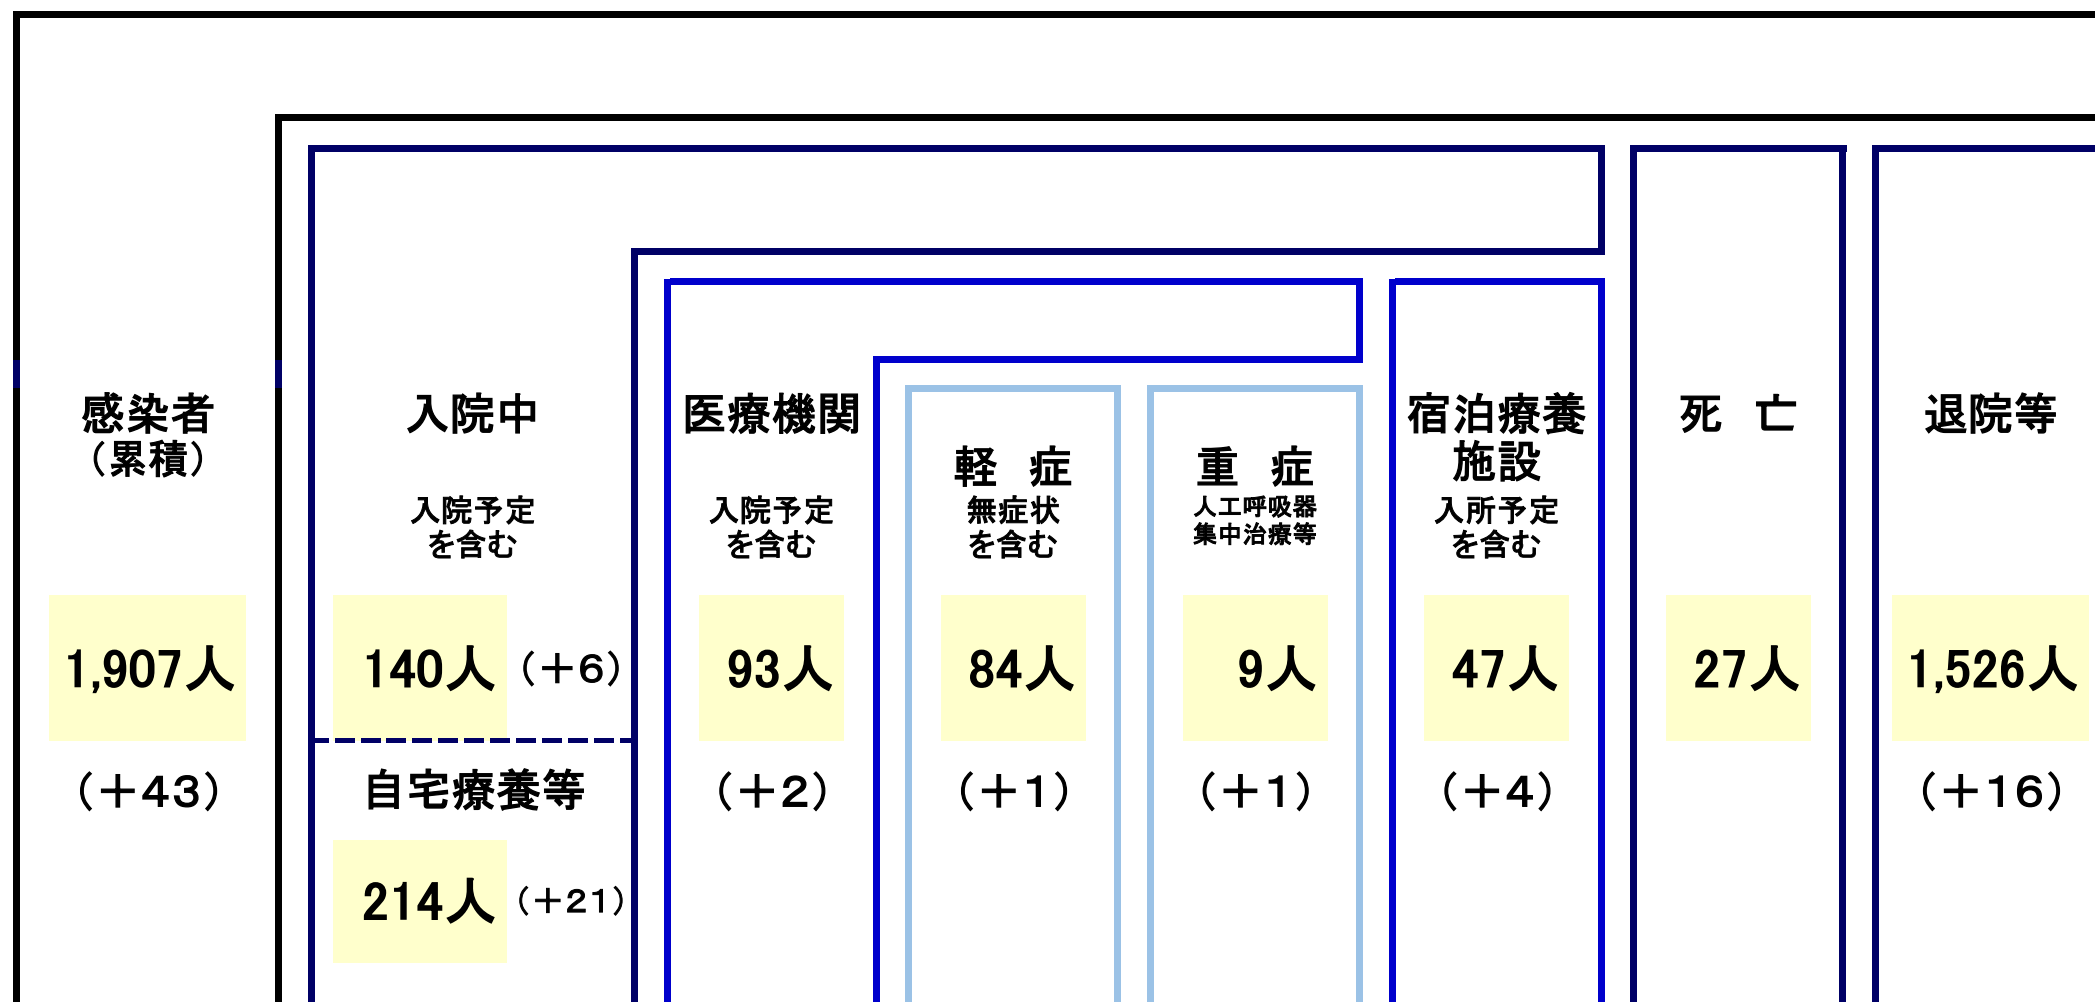 感染者
（累積）
1,907人
（＋43）
入院中
入院予定
を含む
140人 （＋6）
自宅療養等
214人 （＋21）
医療機関
入院予定
を含む
93人
（＋2）
軽 症
無症状
を含む
84人
（＋1）
重 症
人工呼吸器
集中治療等
9人
（＋1）
宿泊療養
施設
入所予定
を含む
47人
（＋4）
死 亡
27人
退院等
1,526人
（＋16）